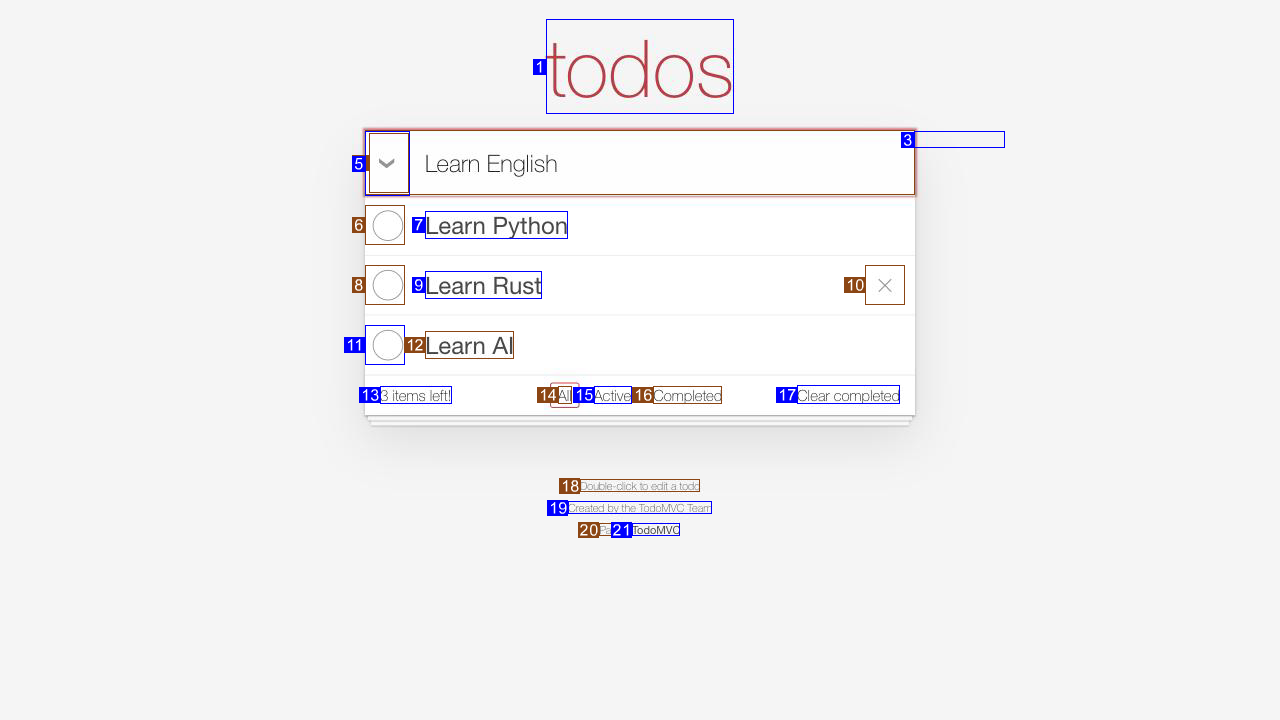 todos
1
3
5
Learn English
6
7
Learn Python
8
9
Learn Rust
10
11
12
Learn AI
13
3 items left!
14
All
15
Active
16
Completed
17
Clear completed
18
Double-click to edit a todo
19
Created by the TodoMVC Team
20
Pa
21
TodoMVC